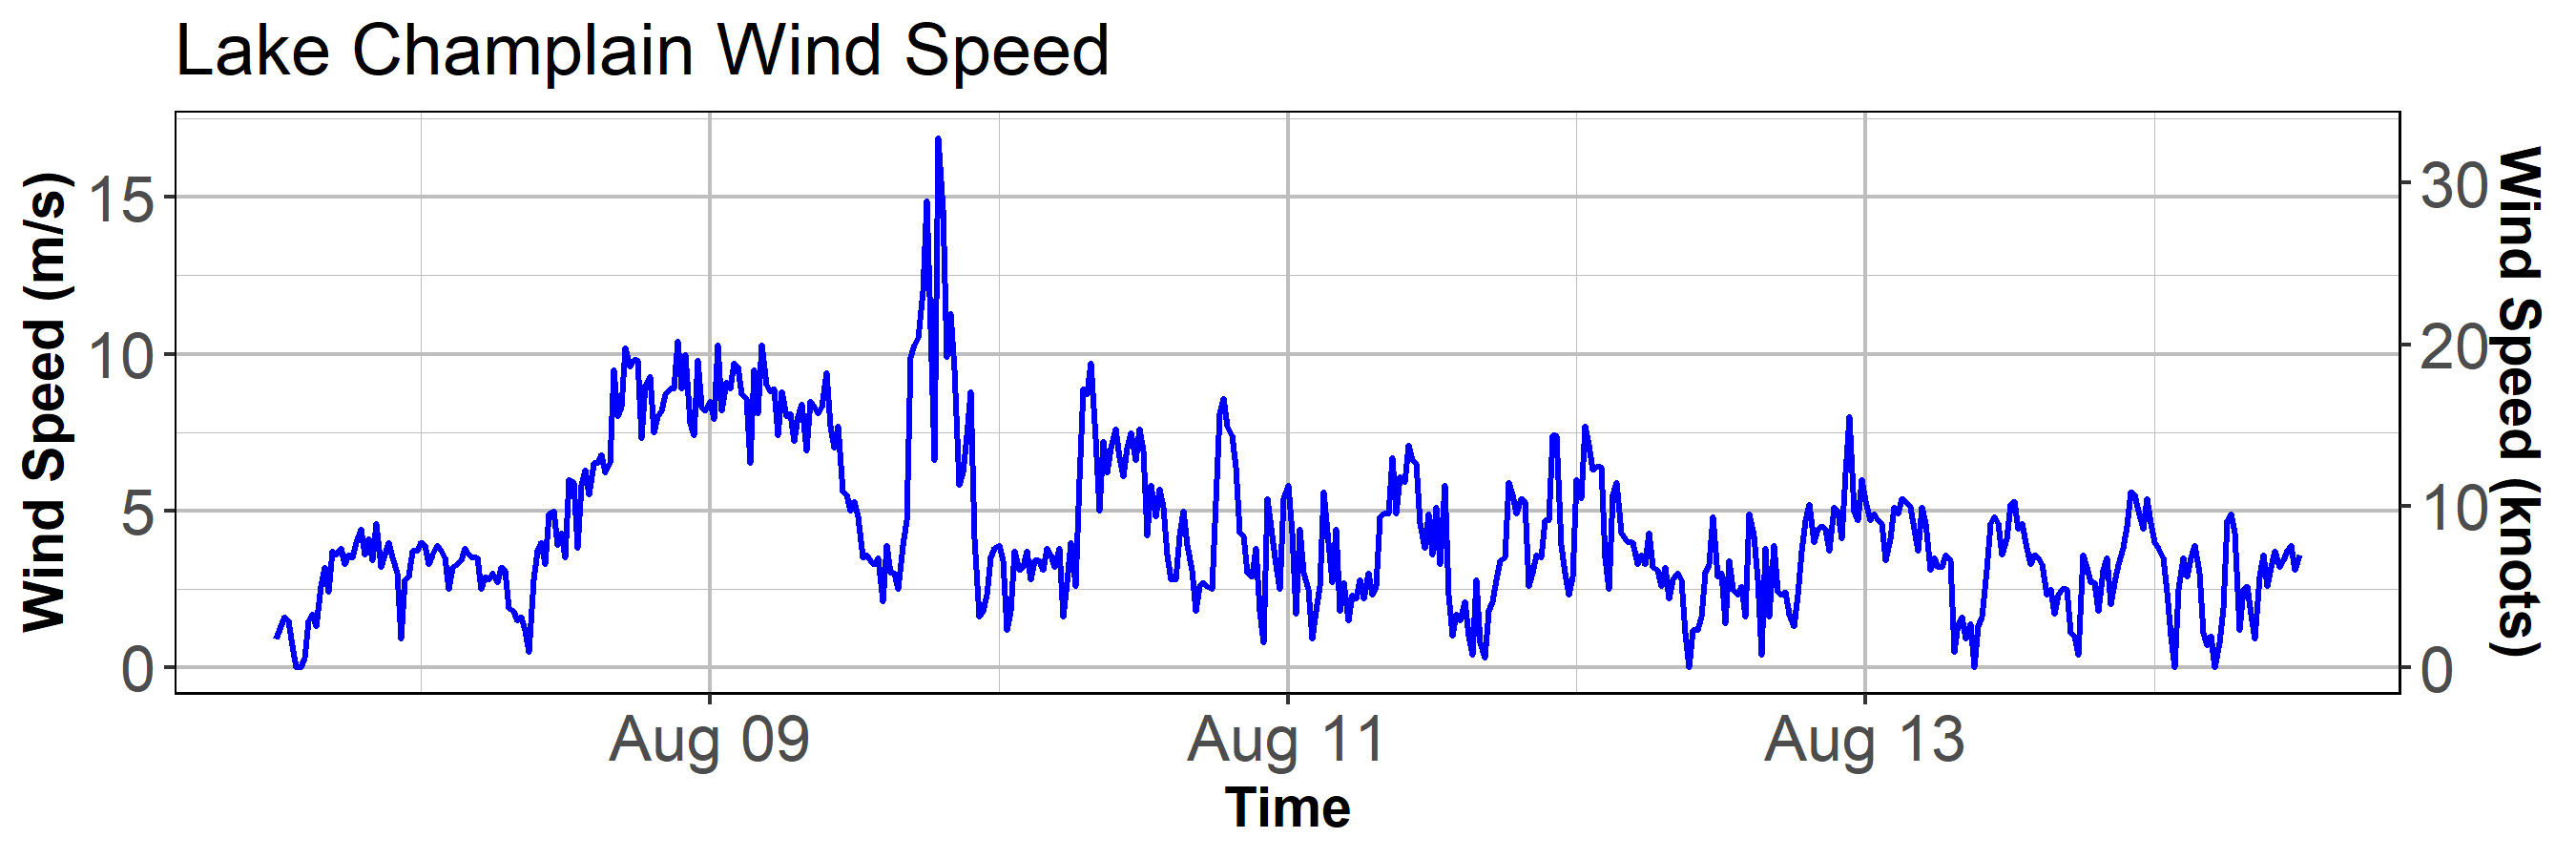 Lake Champlain Wind Speed
Wind Speed (m/s)
15
10
5
0
30
20
10
0
Wind Speed (knots)
Aug 09 Aug 11 Aug 13
Time